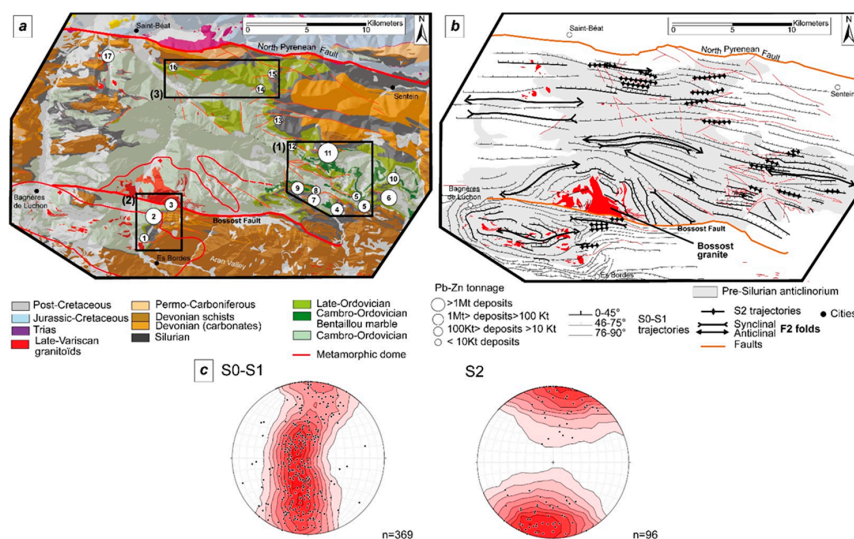 a
Saint-Béat
0 5 10
Kilometers
N
North Pyrenean Fault
17
16
15
14
(3)
Sentein
13
12
(1)
11
10
9
8
7
6
5
5
4
Bagnères
de Luchon
(2)
3
2
1
Bossost Fault
Aran Valley
Es Bordes
b
Saint-Béat
0 5 10
Kilometers
N
North Pyrenean
Fault
Sentein
Bagnères
de Luchon
Bossost Fault
Bossost
granite
Es Bordes
Post-Cretaceous
Jurassic-Cretaceous
Trias
Late-Variscan
granitoïds
Permo-Carboniferous
Devonian schists
Devonian (carbonates)
Silurian
Late-Ordovician
Cambro-Ordovician
Bentaillou marble
Cambro-Ordovician
Metamorphic dome
Pb-Zn tonnage
>1Mt deposits
1Mt> deposits>100 Kt
100Kt> deposits >10 Kt
< 10Kt deposits
0-45°
46-75°
76-90°
S0-S1
trajectories
Pre-Silurian anticlinorium
S2 trajectories
Synclinal
Anticlinal
F2 folds
Faults
Cities
c S0-S1
n=369
S2
n=96